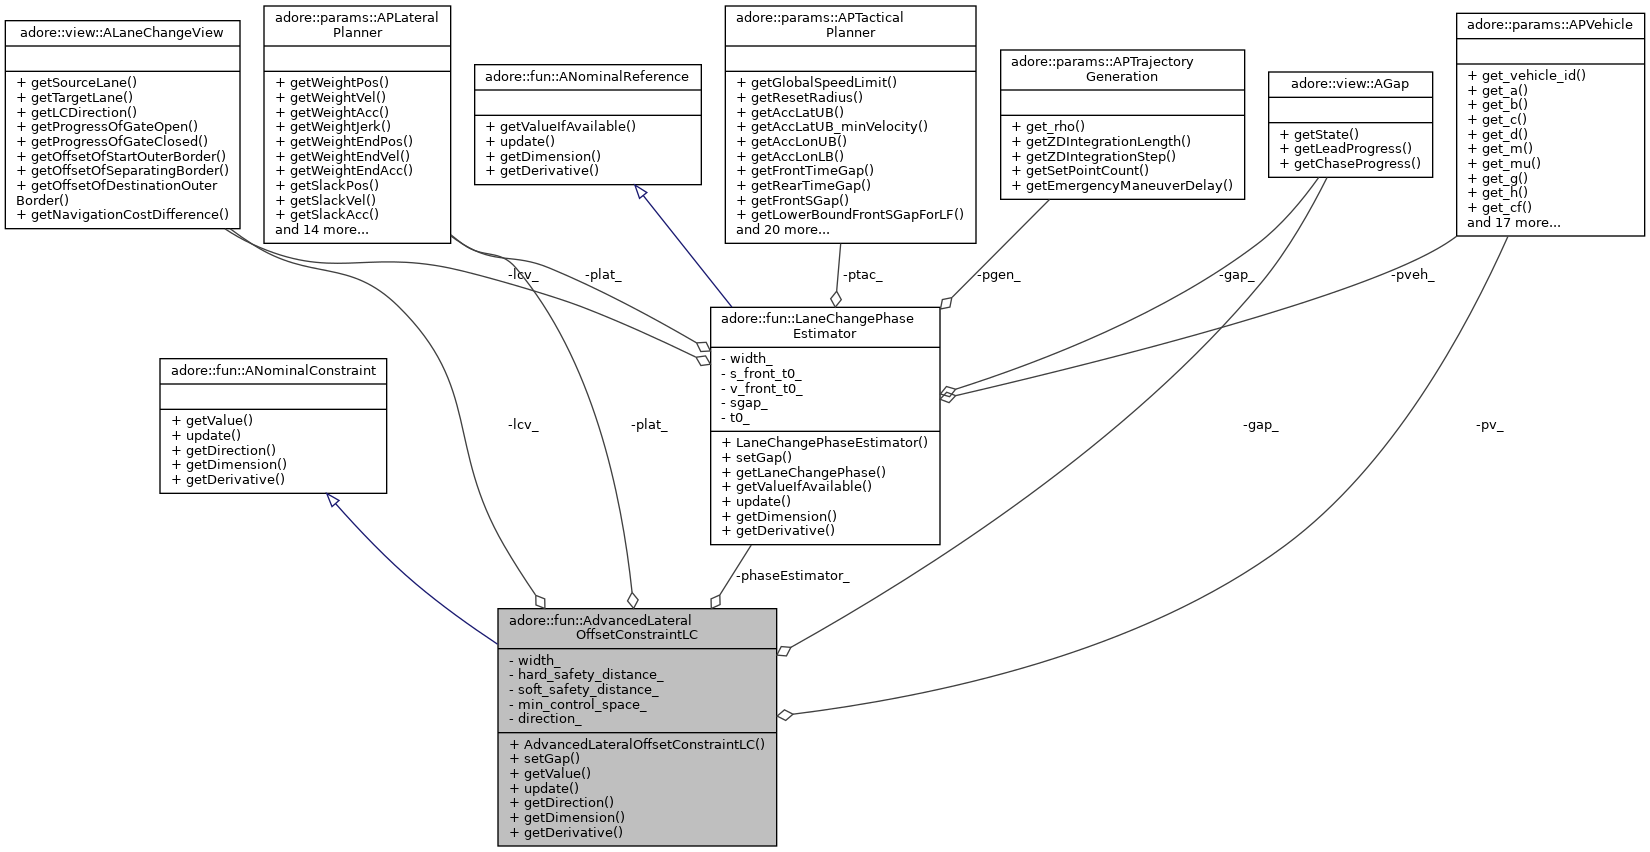 adore::view::ALaneChangeView
+ getSourceLane()
+ getTargetLane()
+ getLCDirection()
+ getProgressOfGateOpen()
+ getProgressOfGateClosed()
+ getOffsetOfStartOuterBorder()
+ getOffsetOfSeparatingBorder()
+ getOffsetOfDestinationOuter
Border()
+ getNavigationCostDifference()
adore::params::APLateral
Planner
+ getWeightPos()
+ getWeightVel()
+ getWeightAcc()
+ getWeightJerk()
+ getWeightEndPos()
+ getWeightEndVel()
+ getWeightEndAcc()
+ getSlackPos()
+ getSlackVel()
+ getSlackAcc()
and 14 more...
adore::fun::ANominalReference
+ getValueIfAvailable()
+ update()
+ getDimension()
+ getDerivative()
adore::params::APTactical
Planner
+ getGlobalSpeedLimit()
+ getResetRadius()
+ getAccLatUB()
+ getAccLatUB_minVelocity()
+ getAccLonUB()
+ getAccLonLB()
+ getFrontTimeGap()
+ getRearTimeGap()
+ getFrontSGap()
+ getLowerBoundFrontSGapForLF()
and 20 more...
adore::params::APTrajectory
Generation
+ get_rho()
+ getZDIntegrationLength()
+ getZDIntegrationStep()
+ getSetPointCount()
+ getEmergencyManeuverDelay()
adore::view::AGap
+ getState()
+ getLeadProgress()
+ getChaseProgress()
adore::params::APVehicle
+ get_vehicle_id()
+ get_a()
+ get_b()
+ get_c()
+ get_d()
+ get_m()
+ get_mu()
+ get_g()
+ get_h()
+ get_cf()
and 17 more...
-lcv_
-plat_
-ptac_
-pgen_
-gap_
-pveh_
adore::fun::LaneChangePhase
Estimator
- width_
- s_front_t0_
- v_front_t0_
- sgap_
- t0_
+ LaneChangePhaseEstimator()
+ setGap()
+ getLaneChangePhase()
+ getValueIfAvailable()
+ update()
+ getDimension()
+ getDerivative()
adore::fun::ANominalConstraint
+ getValue()
+ update()
+ getDirection()
+ getDimension()
+ getDerivative()
-lcv_
-plat_
-gap_
-pv_
-phaseEstimator_
adore::fun::AdvancedLateral
OffsetConstraintLC
- width_
- hard_safety_distance_
- soft_safety_distance_
- min_control_space_
- direction_
+ AdvancedLateralOffsetConstraintLC()
+ setGap()
+ getValue()
+ update()
+ getDirection()
+ getDimension()
+ getDerivative()